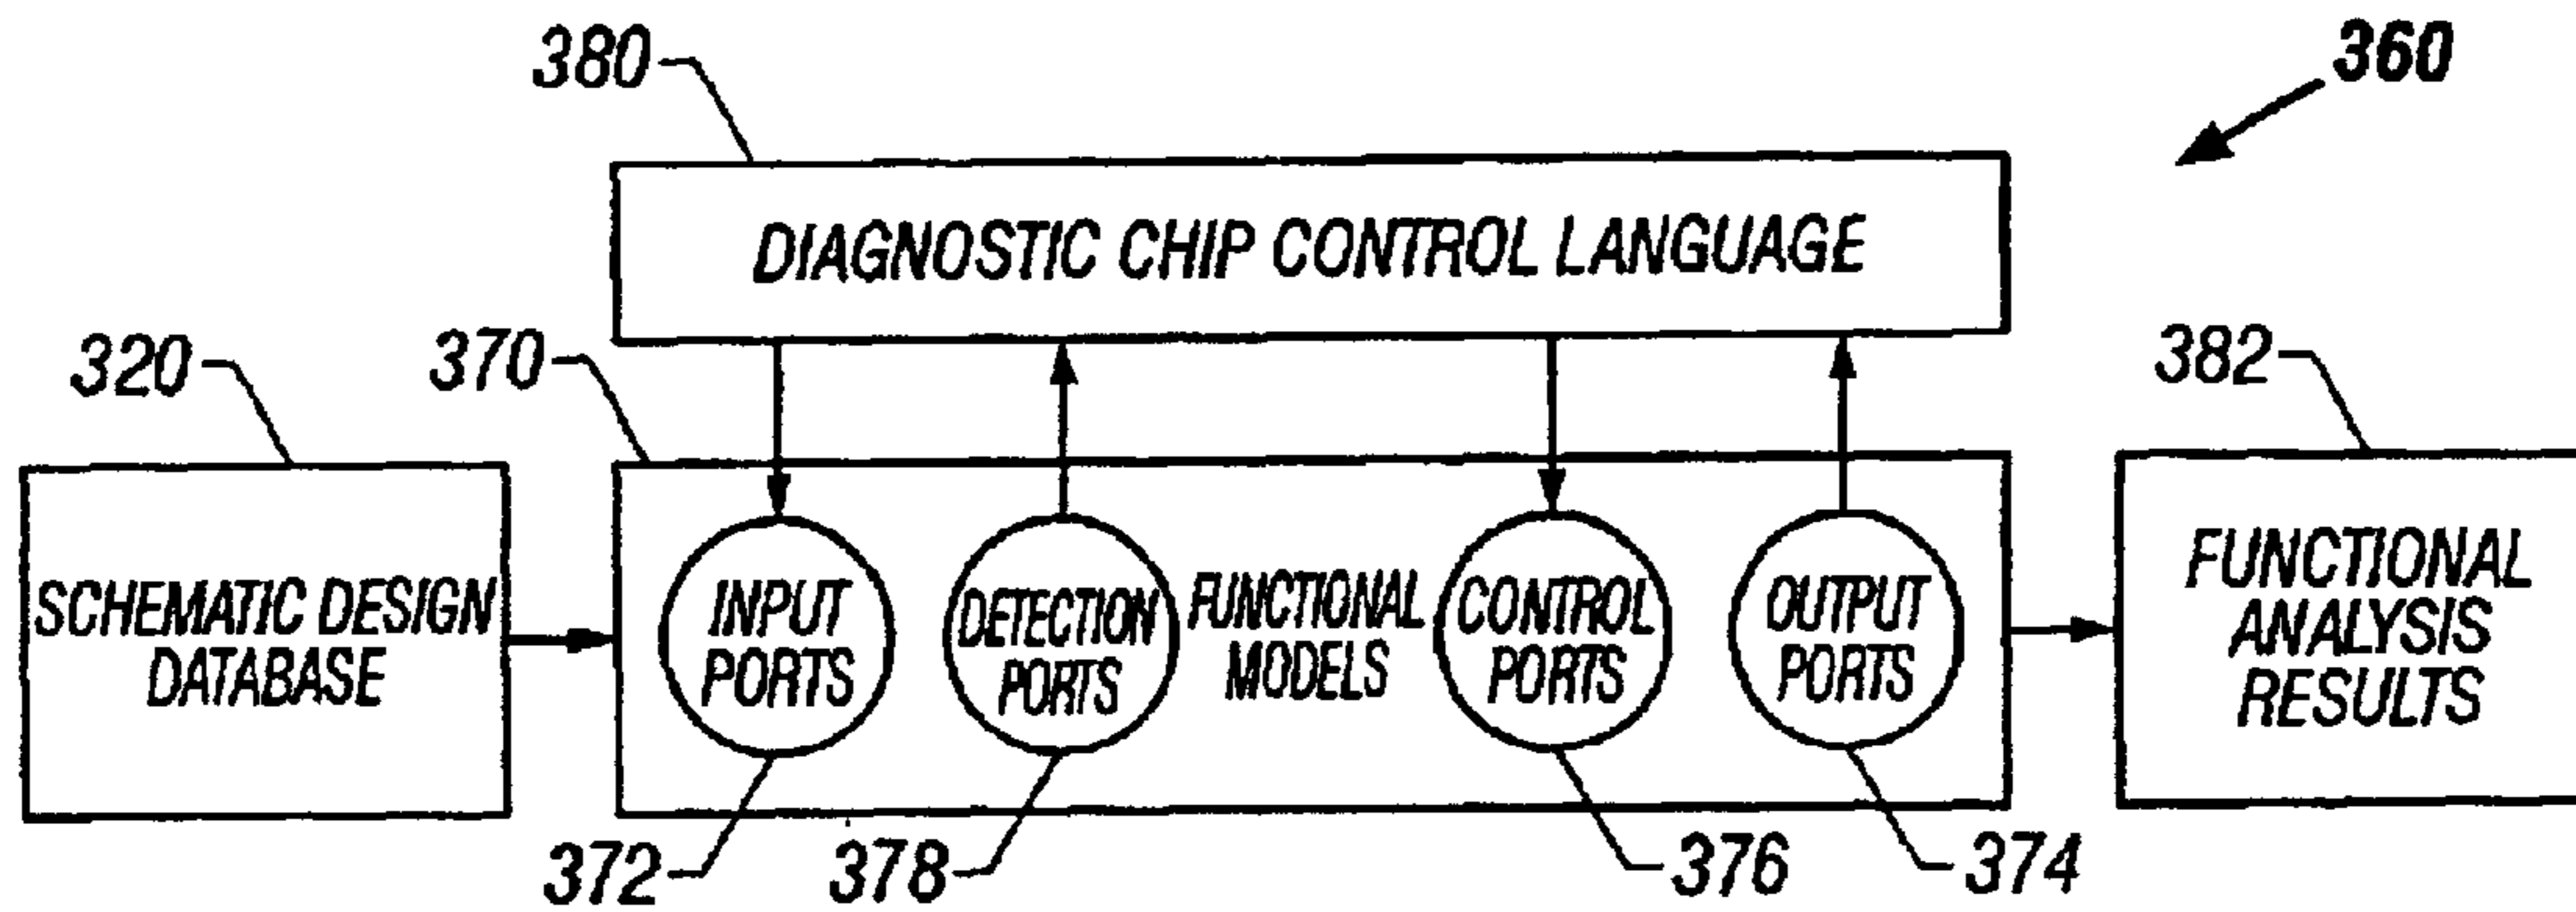 380
360
DIAGNOSTIC CHIP CONTROL LANGUAGE
320
370
382
SCHEMATIC DESIGN
DATABASE
INPUT
PORTS
DETECTION
PORTS
FUNCTIONAL
MODELS
CONTROL
PORTS
OUTPUT
PORTS
FUNCTIONAL
ANALYSIS
RESULTS
372
378
376
374